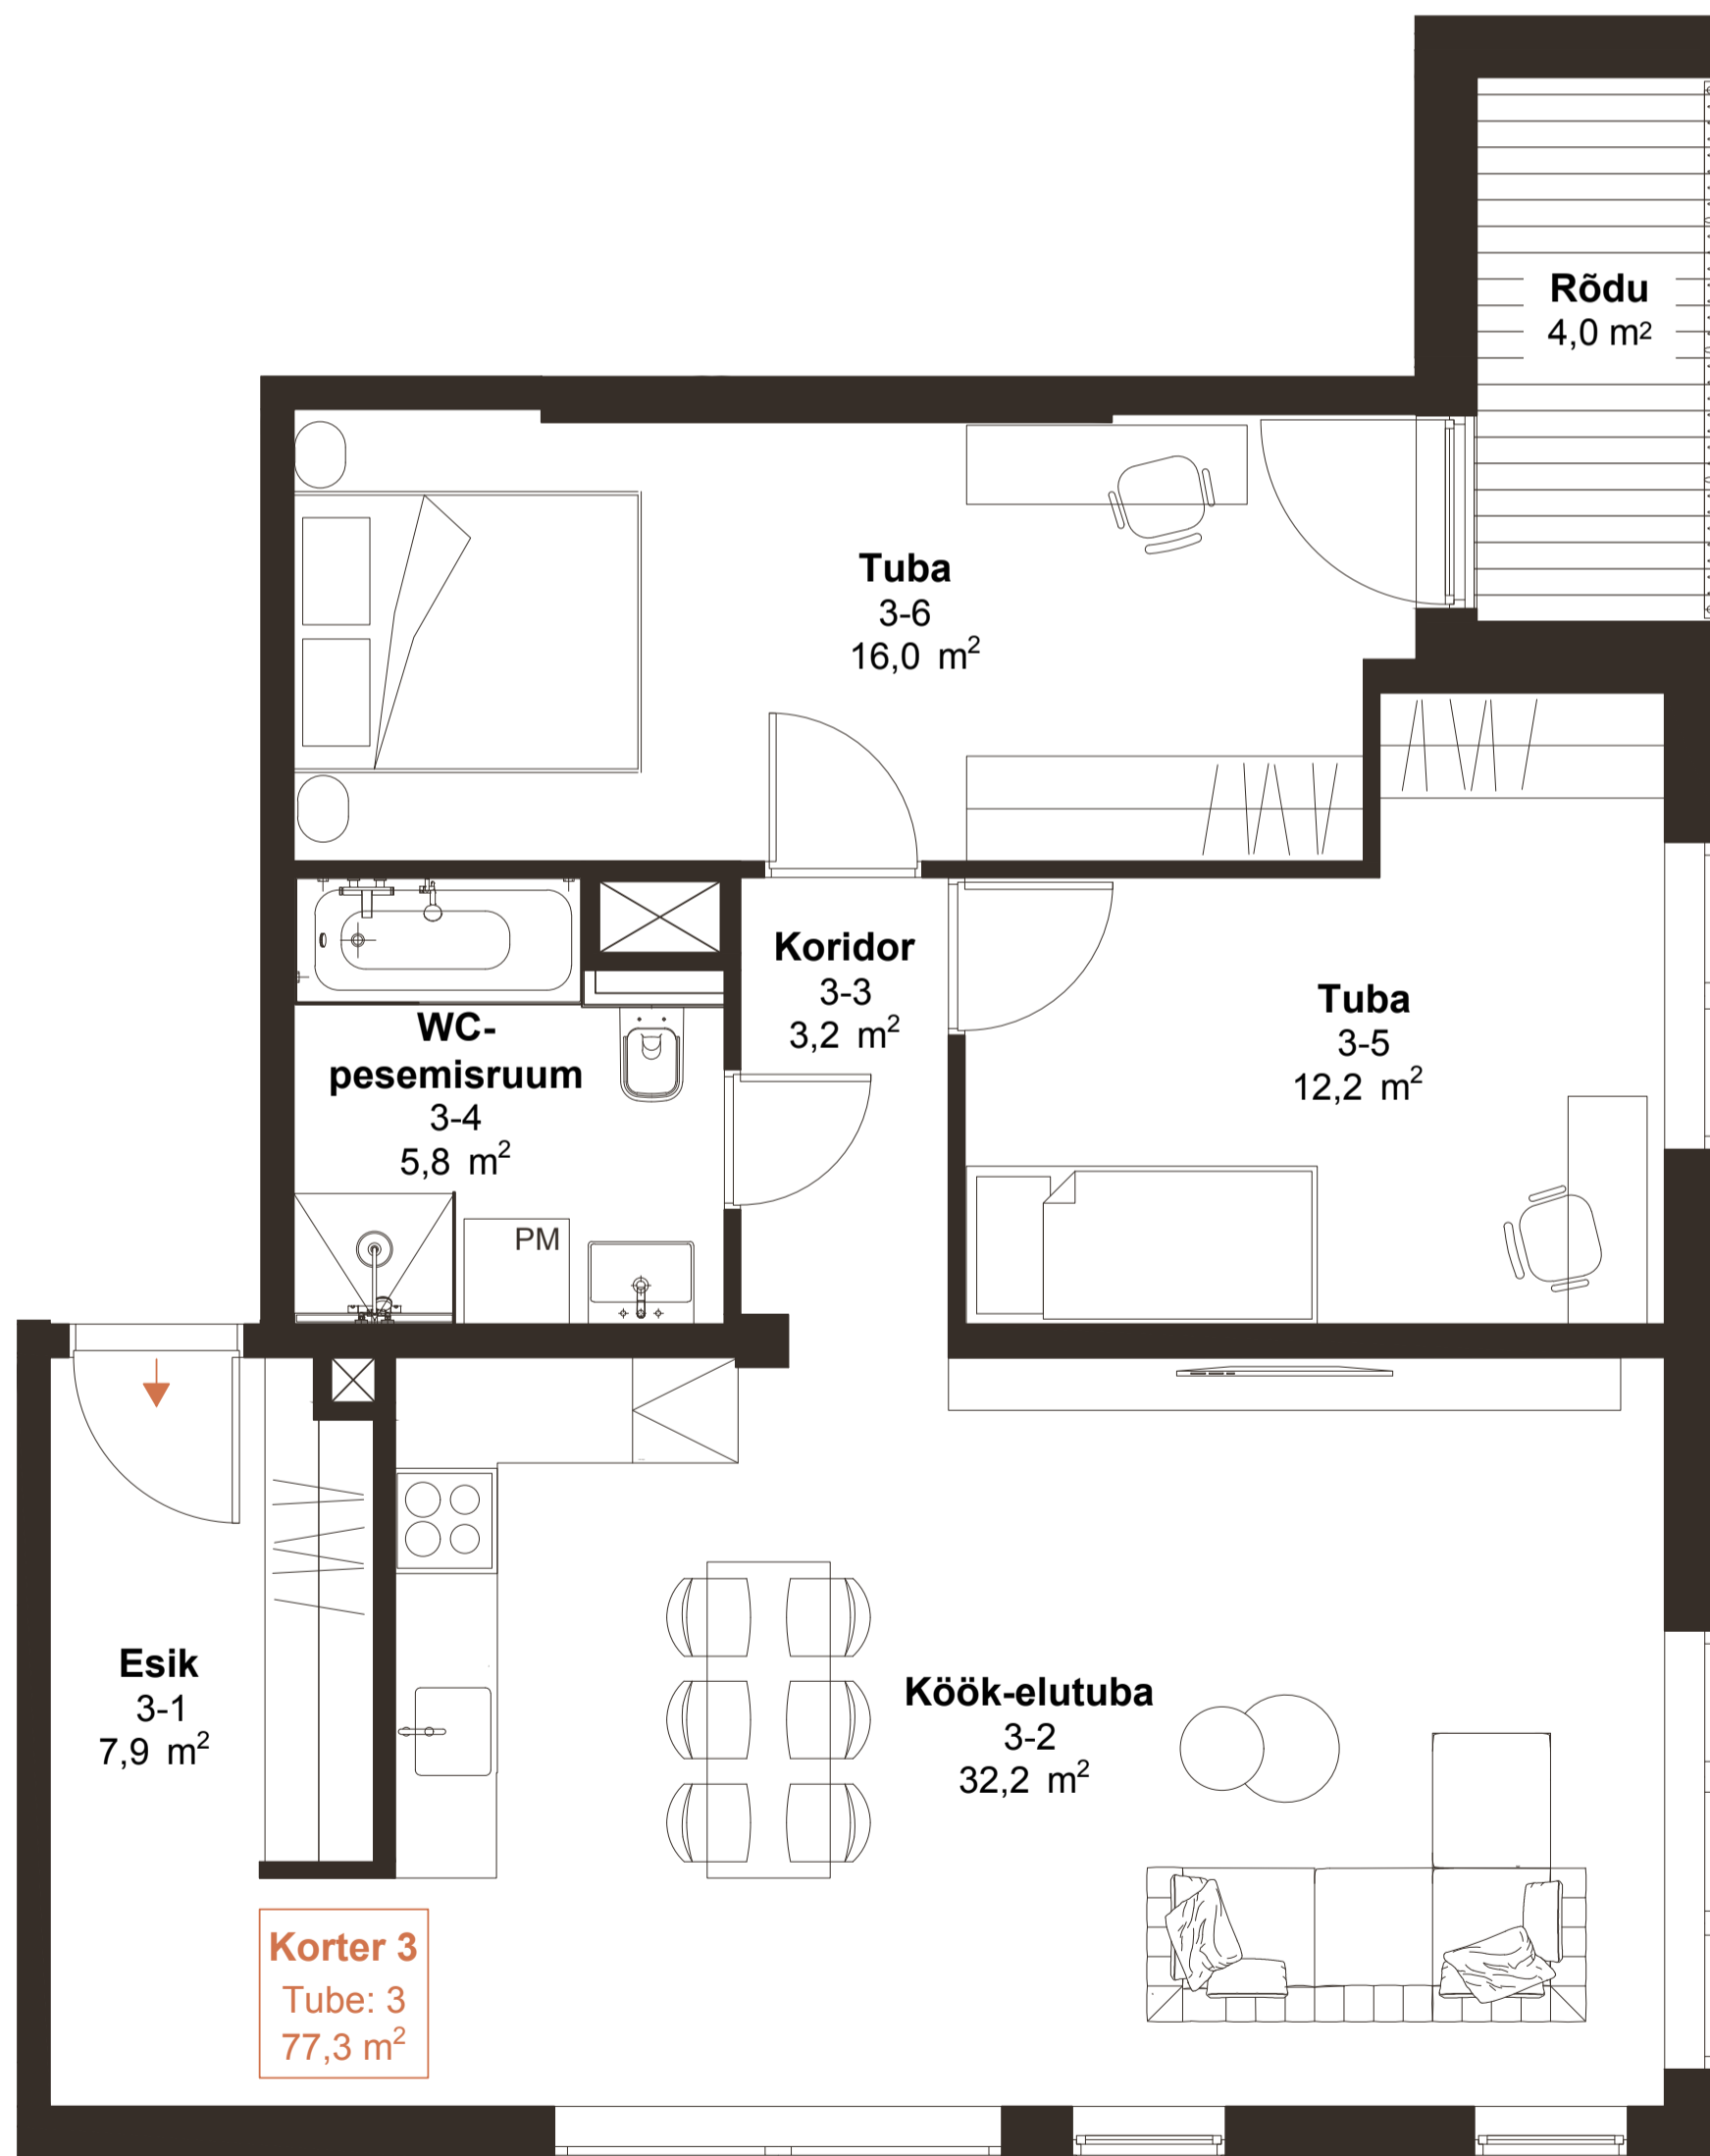 Rõdu
4,0 m²
Tuba
3-6
16,0 m²
Koridor
3-3
3,2 m²
Tuba
3-5
12,2 m²
WC-
pesemisruum
3-4
5,8 m²
PM
Esik
3-1
7,9 m²
Köök-elutuba
3-2
32,2 m²
Korter 3
Tube: 3
77,3 m²